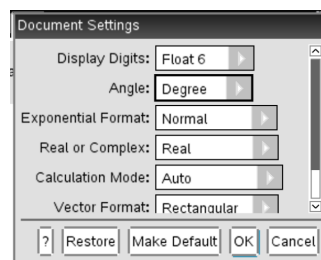 Document Settings
Display Digits: Float 6
Angle: Degree
Exponential Format: Normal
Real or Complex: Real
Calculation Mode: Auto
Vector Format: Rectangular
? Restore Make Default OK Cancel